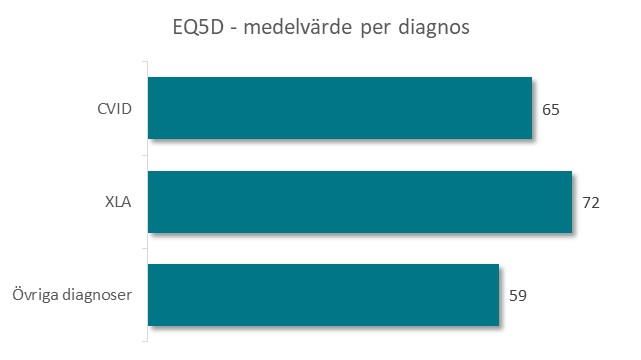 EQ5D - medelvärde per diagnos
CVID
65
XLA
72
Övriga diagnoser
59